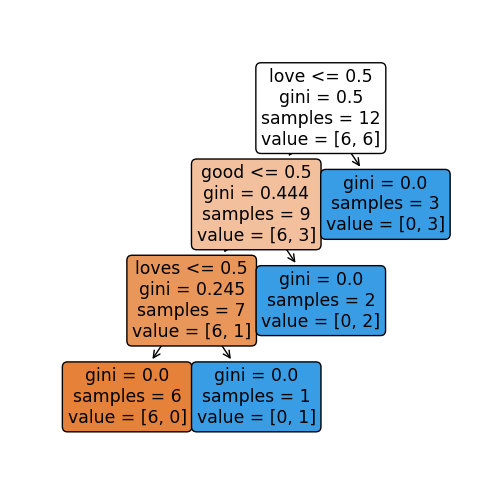 love <= 0.5
gini = 0.5
samples = 12
value = [6, 6]
good <= 0.5
gini = 0.444
samples = 9
value = [6, 3]
gini = 0.0
samples = 3
value = [0, 3]
loves <= 0.5
gini = 0.245
samples = 7
value = [6, 1]
gini = 0.0
samples = 2
value = [0, 2]
gini = 0.0
samples = 6
value = [6, 0]
gini = 0.0
samples = 1
value = [0, 1]